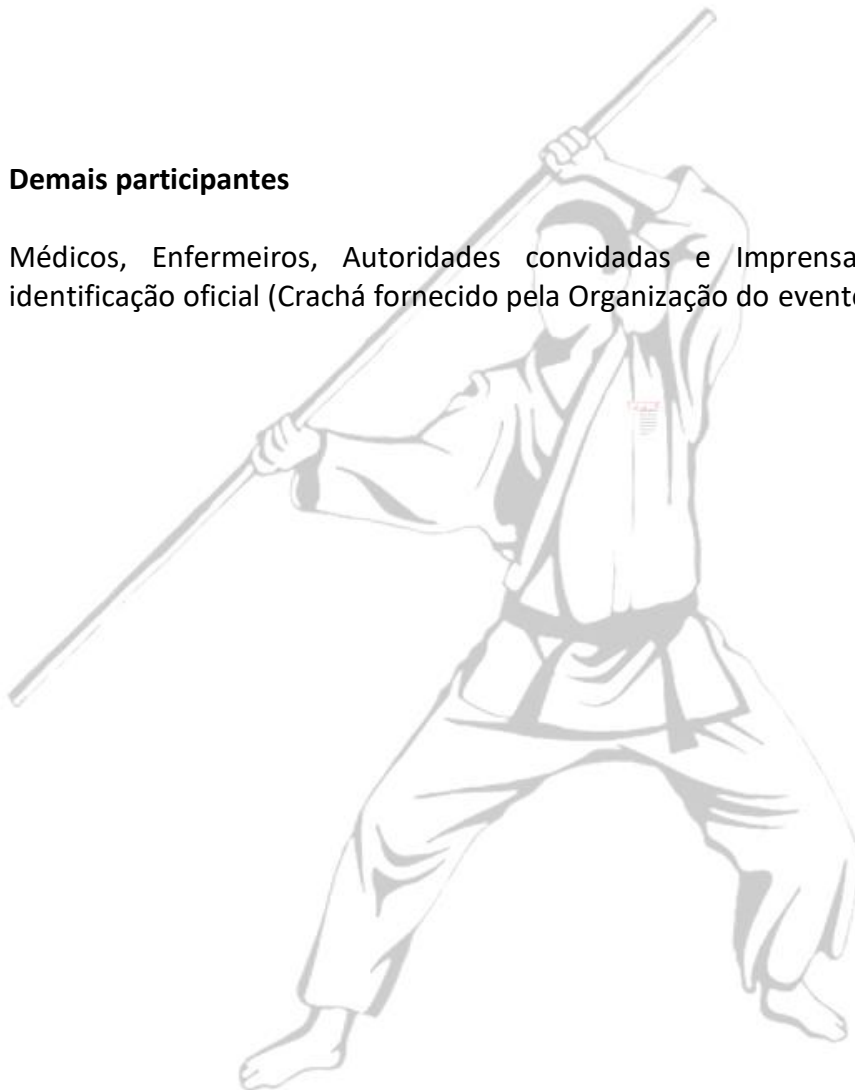 Demais participantes
Médicos, Enfermeiros, Autoridades convidadas e Imprensa
identificação oficial (Crachá fornecido pela Organização do evento